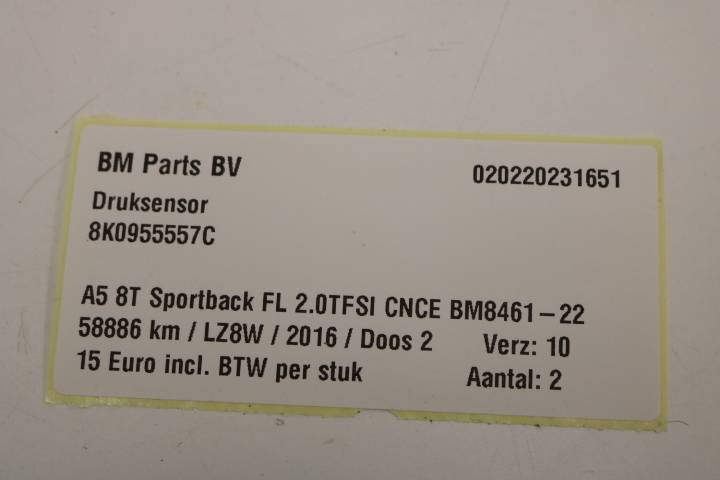 BM Parts BV 020220231651
Druksensor
8K0955557C
A5 8T Sportback FL 2.0TFSI CNCE BM8461-22
58886 km / LZ8W / 2016 / Doos 2 Verz: 10
15 Euro incl. BTW per stuk Aantal: 2